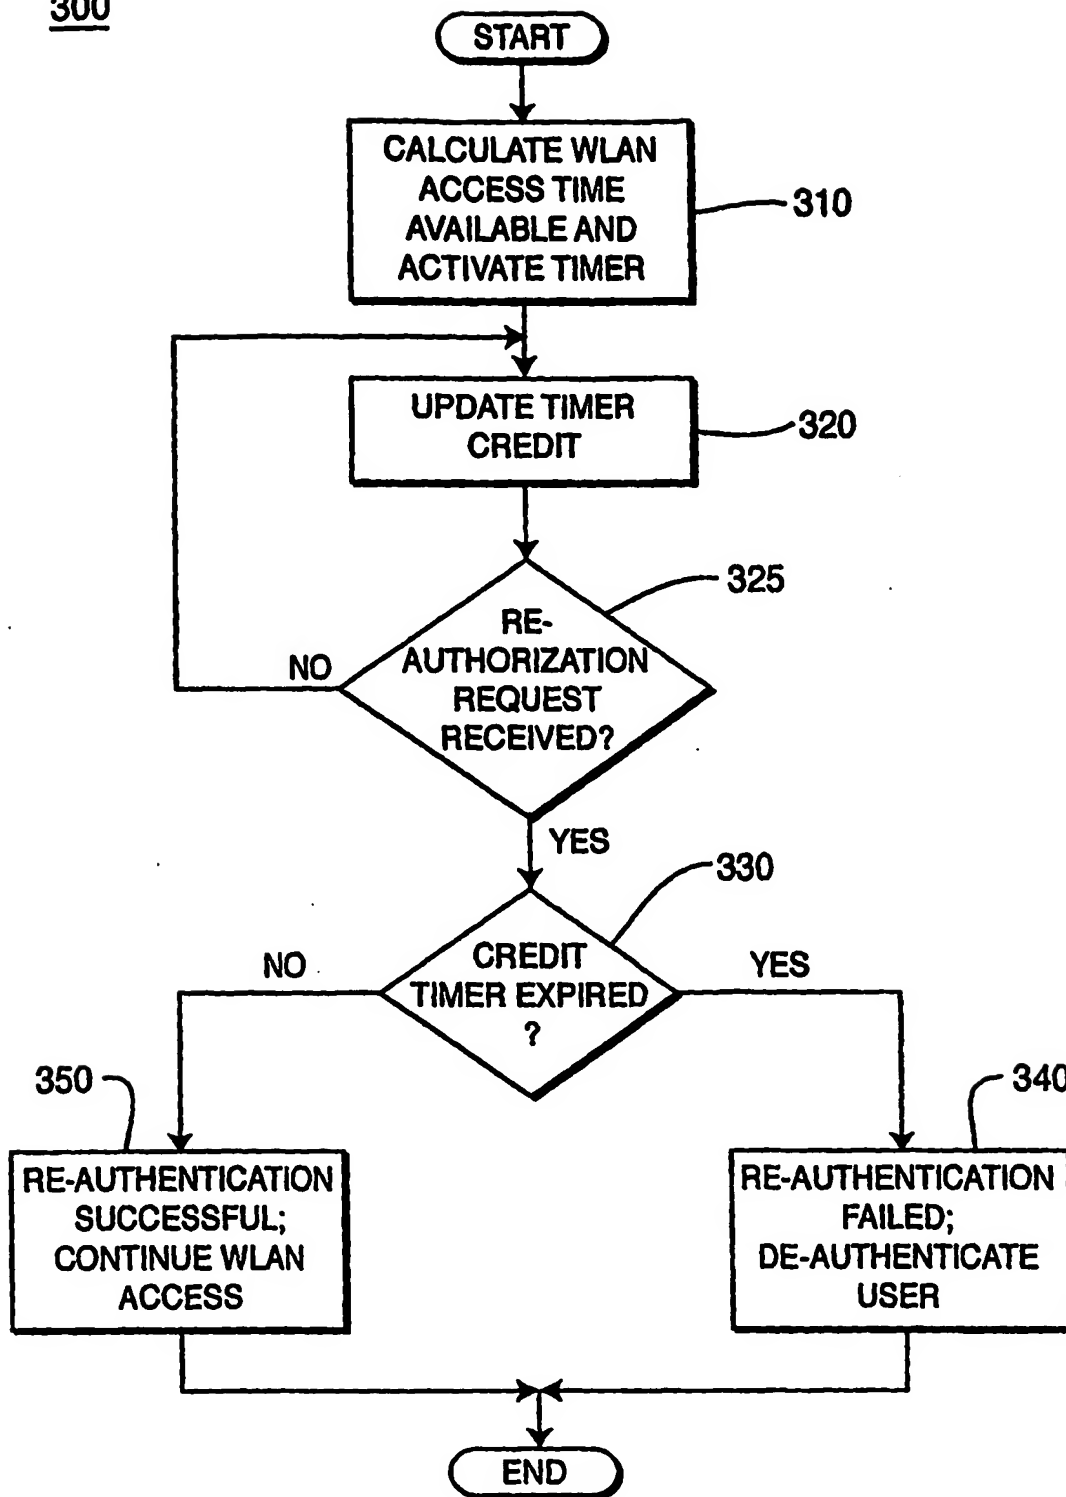 300
START
CALCULATE WLAN
ACCESS TIME
AVAILABLE AND
ACTIVATE TIMER
310
UPDATE TIMER
CREDIT
320
325
RE-
AUTHORIZATION
REQUEST
RECEIVED?
NO
YES
330
CREDIT
TIMER EXPIRED
?
NO
YES
350
340
RE-AUTHENTICATION
SUCCESSFUL;
CONTINUE WLAN
ACCESS
RE-AUTHENTICATION
FAILED;
DE-AUTHENTICATE
USER
END